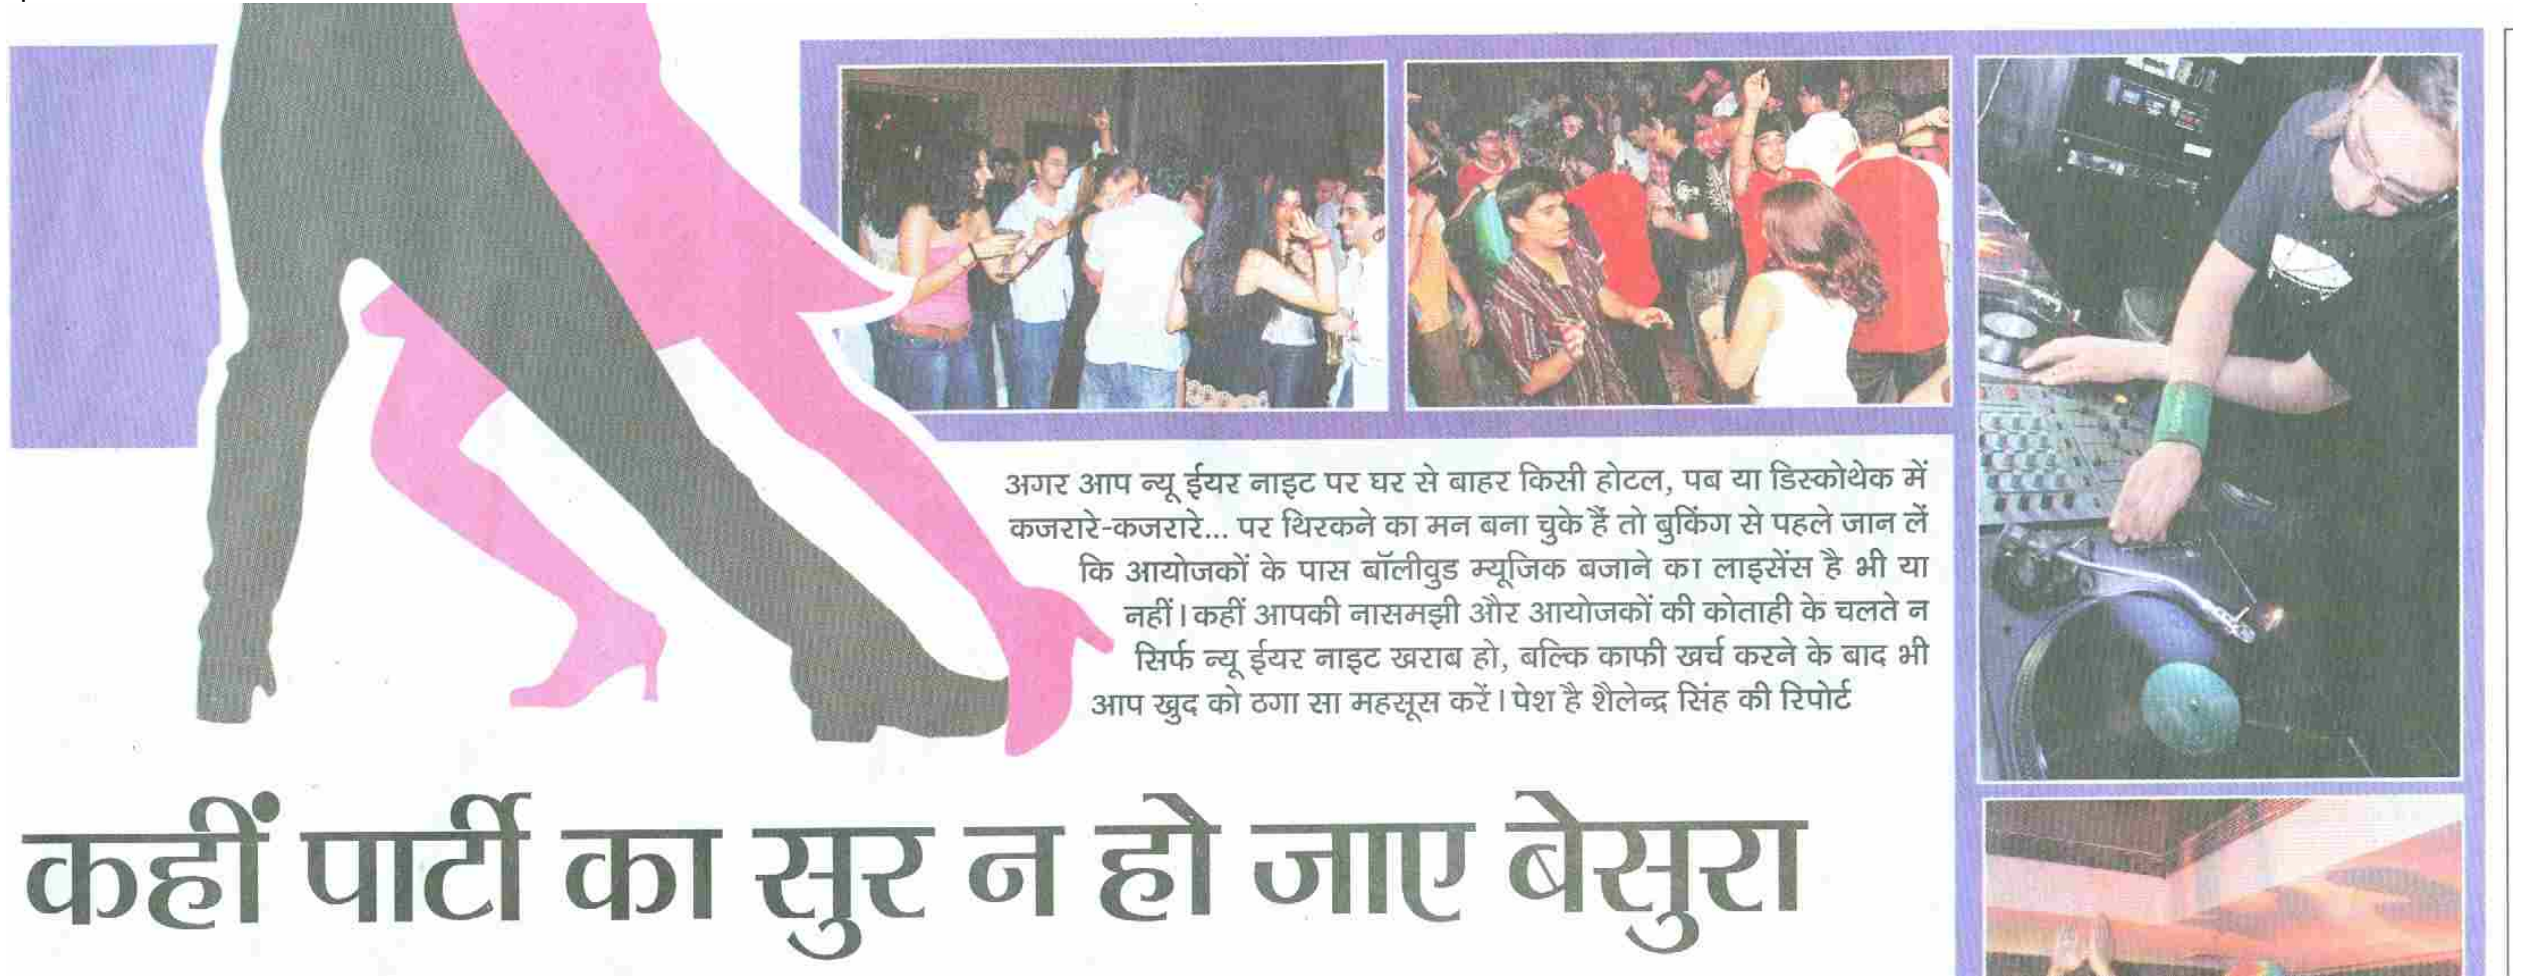 अगर आप न्यू ईयर नाइट पर घर से बाहर किसी होटल, पब या डिस्कोथेक में
कजरारे-कजरारे... पर थिरकने का मन बना चुके हैं तो बुकिंग से पहले जान लें
कि आयोजकों के पास बॉलीवुड म्यूजिक बजाने का लाइसेंस है भी या
नहीं। कहीं आपकी नासमझी और आयोजकों की कोताही के चलते न
सिर्फ न्यू ईयर नाइट खराब हो, बल्कि काफी खर्च करने के बाद भी
आप खुद को ठगा सा महसूस करें। पेश है शैलेन्द्र सिंह की रिपोर्ट
कहीं पार्टी का सुर न हो जाए बेसुरा